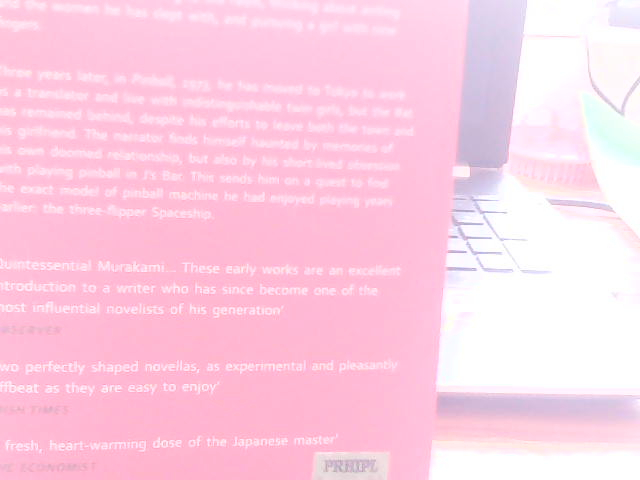 the women he has slept with, and pursuing a girl with nine
fingers.
Three years later, in Pinball, 1973, he has moved to Tokyo to work
as a translator and live with indistinguishable twin girls, but the Rat
has remained behind, despite his efforts to leave both the town and
his girlfriend. The narrator finds himself haunted by memories of
his own doomed relationship, but also by his short-lived obsession
with playing pinball in J's Bar. This sends him on a quest to find
the exact model of pinball machine he had enjoyed playing years
earlier: the three-flipper Spaceship.
Quintessential Murakami... These early works are an excellent
introduction to a writer who has since become one of the
most influential novelists of his generation'
OBSERVER
Two perfectly shaped novellas, as experimental and pleasantly
offbeat as they are easy to enjoy'
IRISH TIMES
fresh, heart-warming dose of the Japanese master'
THE ECONOMIST
PRHIPL